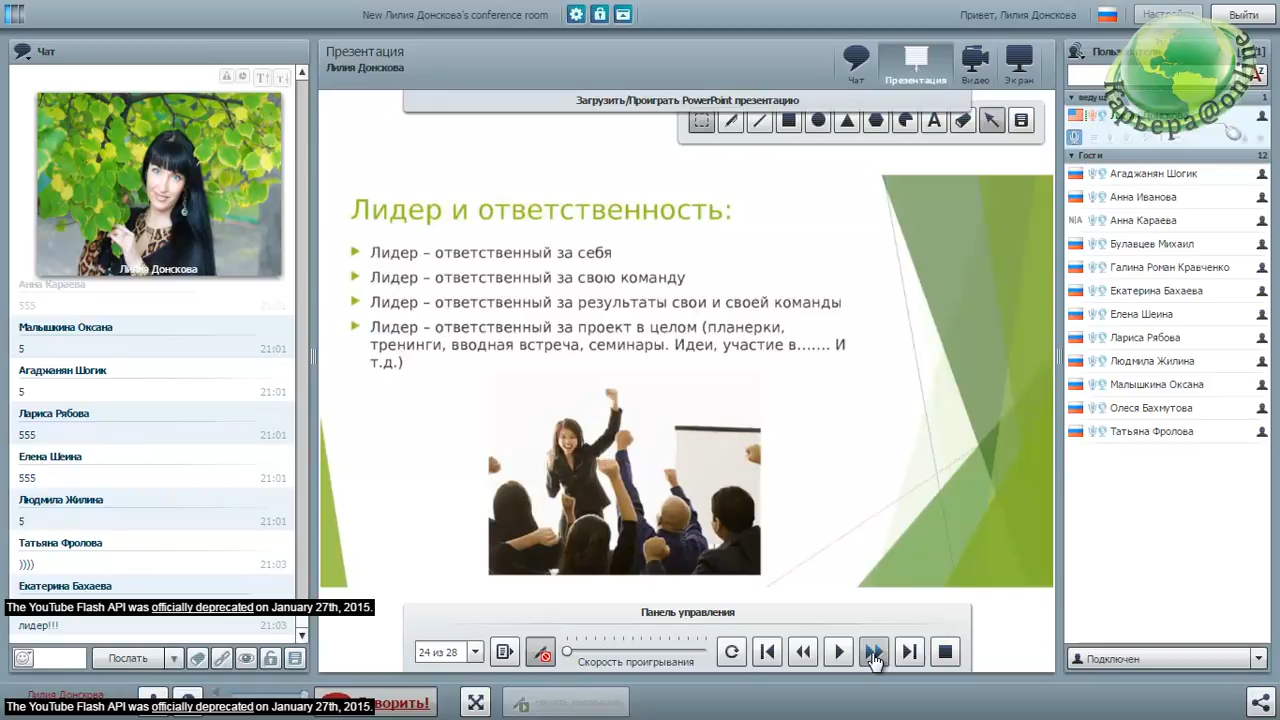 New Лилия Донскова's conference room
Привет, Лилия Донскова
Настройки
Выйти
Чат
Лилия Донскова
Анна Караева
555
Малышкина Оксана
5 21:01
Агаджанян Шогик
5 21:01
Лариса Рябова
555 21:01
Елена Шеина
555 21:01
Людмила Жилина
5 21:01
Татьяна Фролова
)))) 21:03
Екатерина Бахаева
The YouTube Flash API was officially deprecated on January 27th, 2015.
лидер!!! 21:03
Послать
Презентация
Лилия Донскова
Чат
Презентация
Видео
Экран
Загрузить/Проиграть PowerPoint презентацию
Лидер и ответственность:
Лидер – ответственный за себя
Лидер – ответственный за свою команду
Лидер – ответственный за результаты свои и своей команды
Лидер – ответственный за проект в целом (планерки,
тренинги, вводная встреча, семинары. Идеи, участие в....... И
т.д.)
Панель управления
24 из 28
Скорость проигрывания
карьера@online
1
Гости 12
Агаджанян Шогик
Анна Иванова
N/A Анна Караева
Булавцев Михаил
Галина Роман Кравченко
Екатерина Бахаева
Елена Шеина
Лариса Рябова
Людмила Жилина
Малышкина Оксана
Олеся Бахмутова
Татьяна Фролова
Подключен
Лилия Донскова
The YouTube Flash API was officially deprecated on January 27th, 2015.